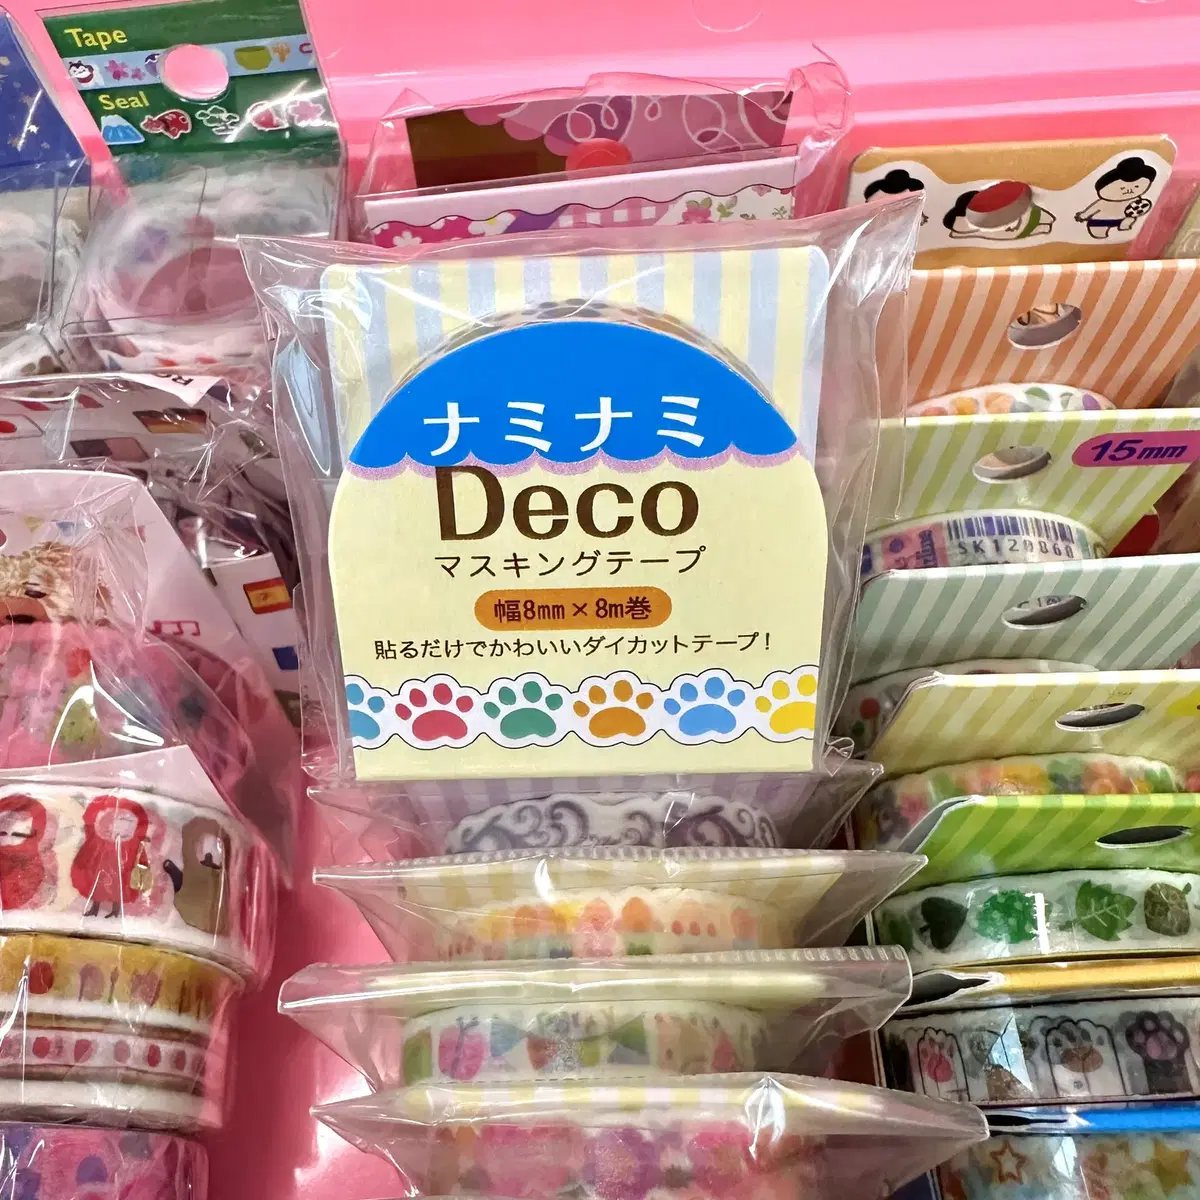 Tape
Seal
ナミナミ
Deco
マスキングテープ
幅8mm×8m巻
貼るだけでかわいいダイカットテープ!
15mm
SK120860